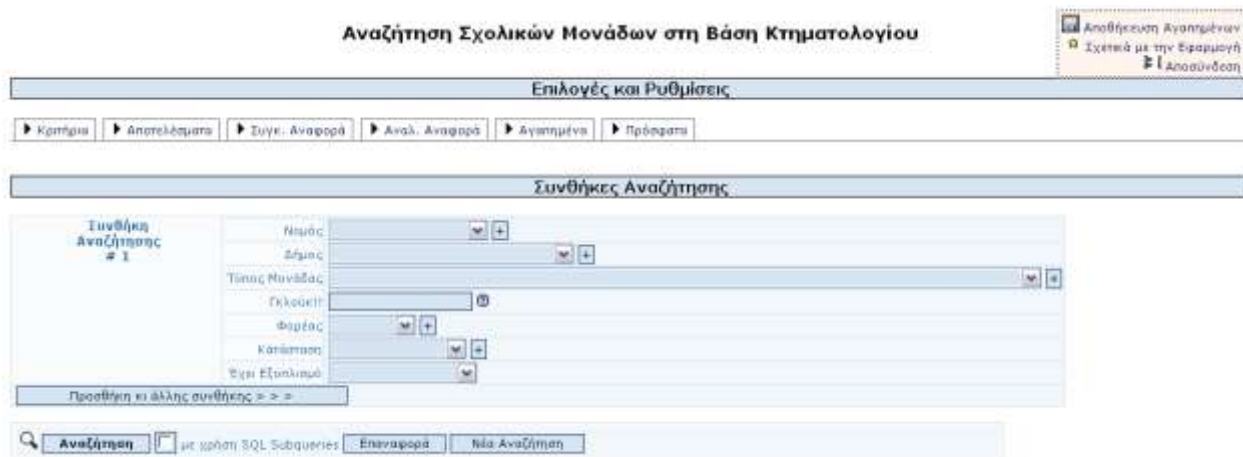 Αναζήτηση Σχολικών Μονάδων στη Βάση Κτηματολογίου
Αποθήκευση Αγαπημένων
Σχετικά με την Εφαρμογή
Αποσύνδεση
Επιλογές και Ρυθμίσεις
Κριτήρια Αποτελέσματα Συγκ. Αναφορά Αναλ. Αναφορά Αγαπημένα Πρόσφατα
Συνθήκες Αναζήτησης
Συνθήκη
Αναζήτησης
# 1
Νομός
Δήμος
Τύπος Μονάδας
Φορέας
Κατάσταση
Έχει Εξοπλισμό
Προσθήκη κι άλλης συνθήκης > > >
Αναζήτηση με χρήση SQL Subqueries Επαναφορά Νέα Αναζήτηση